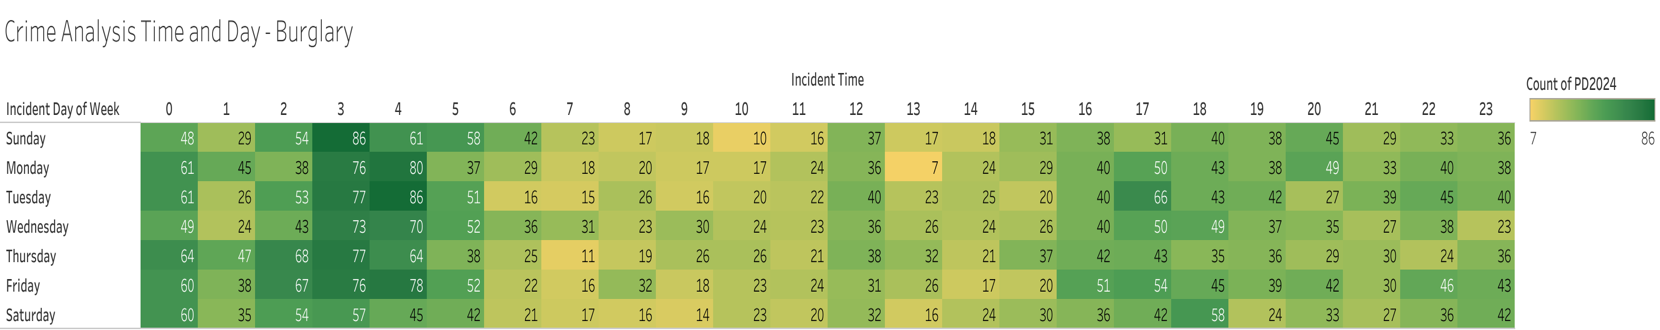 Crime Analysis Time and Day - Burglary
Incident Time
Count of PD2024
Incident Day of Week 0 1 2 3 4 5 6 7 8 9 10 11 12 13 14 15 16 17 18 19 20 21 22 23
Sunday 48 29 54 86 61 58 42 23 17 18 10 16 37 17 18 31 38 31 40 38 45 29 33 36
7 86
Monday 61 45 38 76 80 37 29 18 20 17 17 24 36 7 24 29 40 50 43 38 49 33 40 38
Tuesday 61 26 53 77 86 51 16 15 26 16 20 22 40 23 25 20 40 66 43 42 27 39 45 40
Wednesday 49 24 43 73 70 52 36 31 23 30 24 23 36 26 24 26 40 50 49 37 35 27 38 23
Thursday 64 47 68 77 64 38 25 11 19 26 26 21 38 32 21 37 42 43 35 36 29 30 24 36
Friday 60 38 67 76 78 52 22 16 32 18 23 24 31 26 17 20 51 54 45 39 42 30 46 43
Saturday 60 35 54 57 45 42 21 17 16 14 23 20 32 16 24 30 36 42 58 24 33 27 36 42